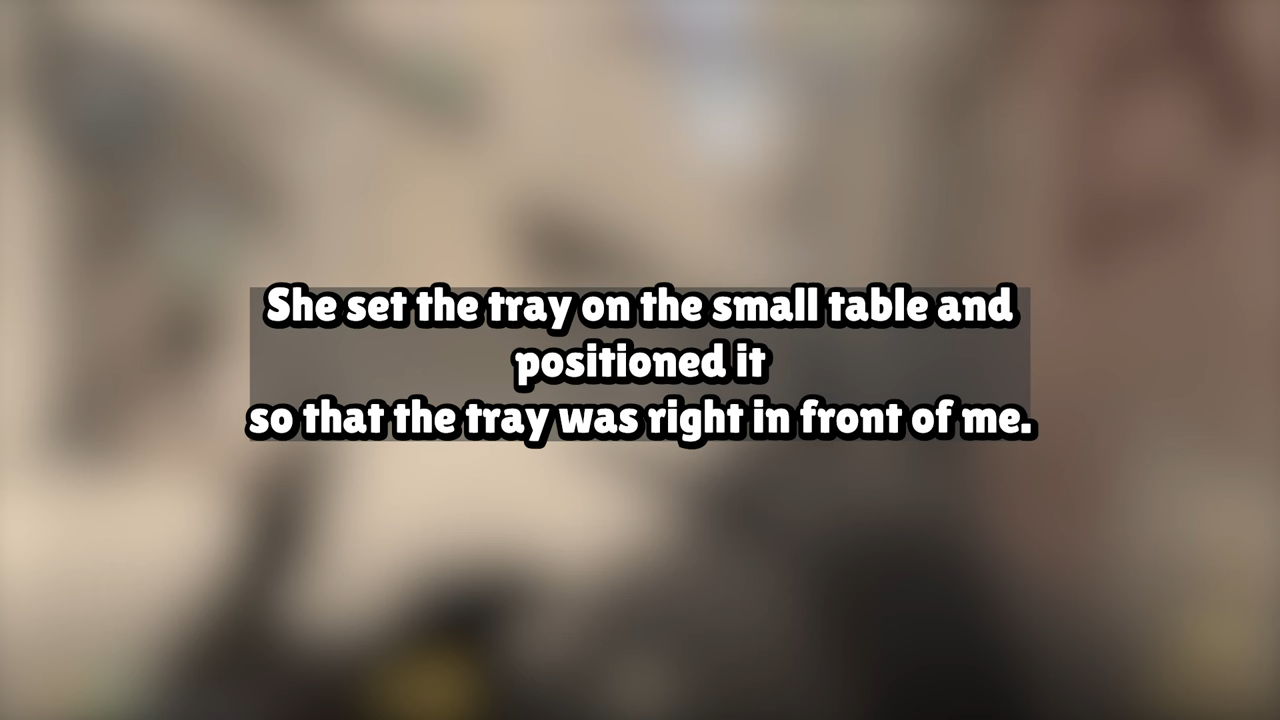 She set the tray on the small table and
positioned it
so that the tray was right in front of me.